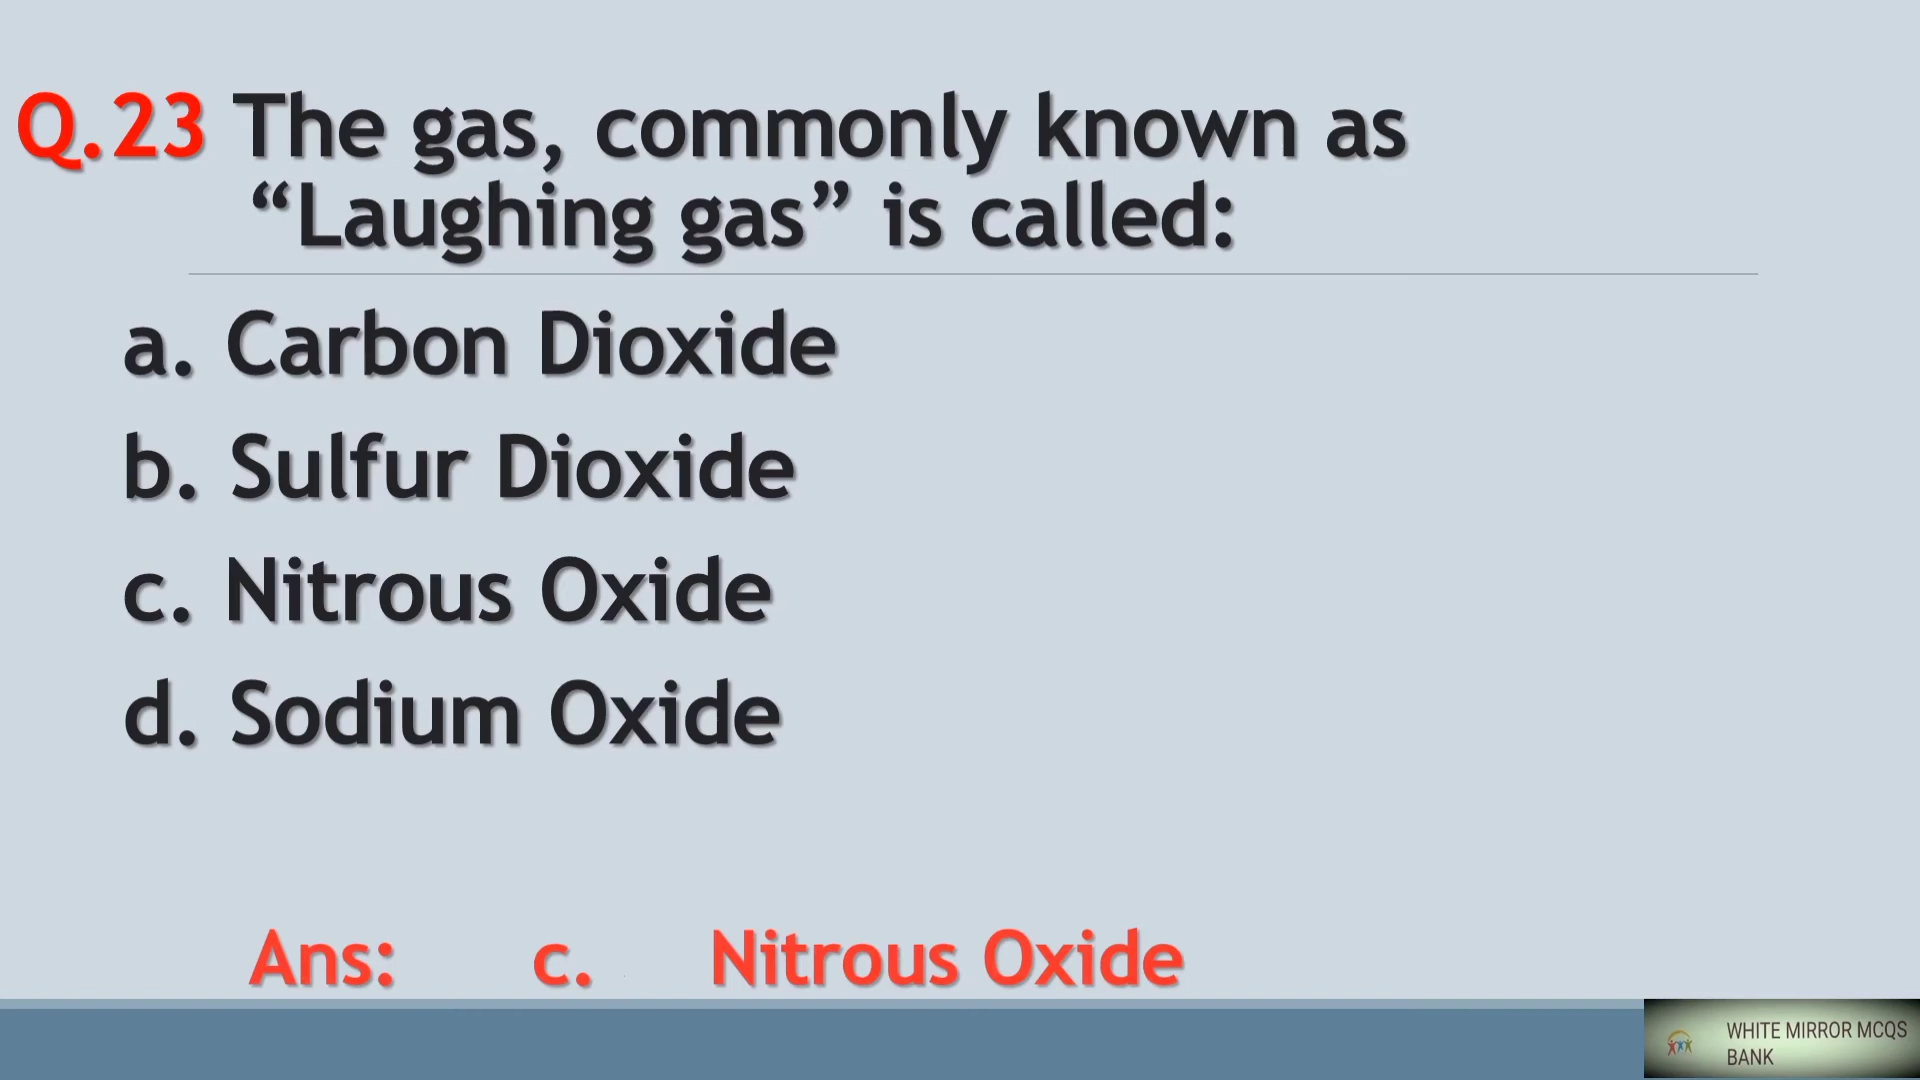 Q.23 The gas, commonly known as
“Laughing gas” is called:
a. Carbon Dioxide
b. Sulfur Dioxide
c. Nitrous Oxide
d. Sodium Oxide
Ans: c. Nitrous Oxide
WHITE MIRROR MCQS
BANK